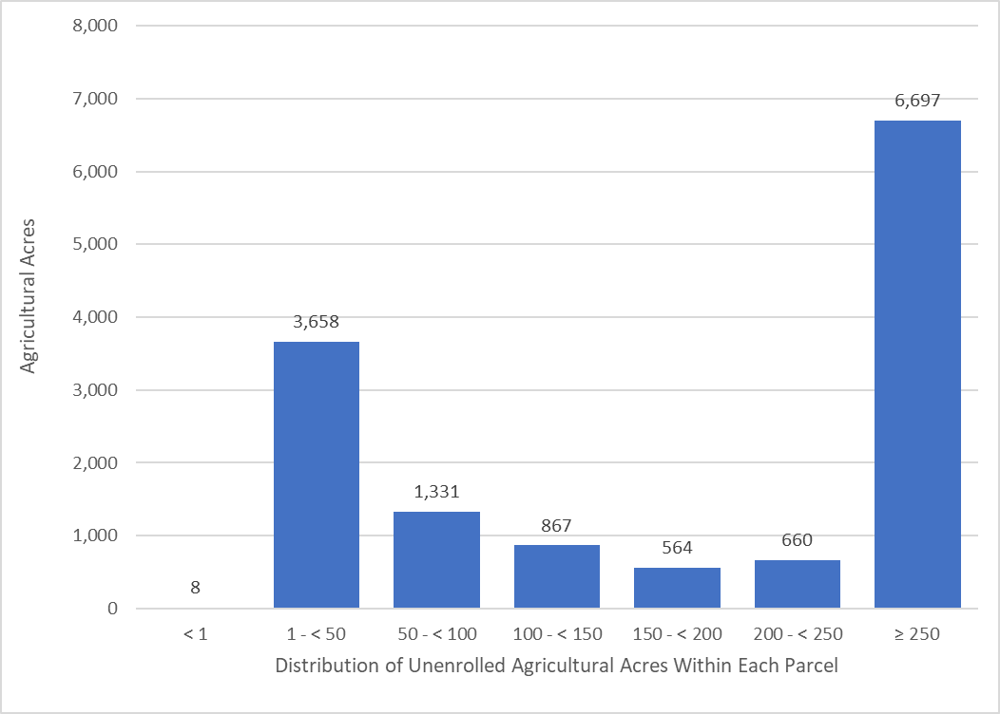 8,000
7,000
6,000
5,000
4,000
3,000
2,000
1,000
0
Agricultural Acres
8
3,658
1,331
867
564
660
6,697
< 1
1 - < 50
50 - < 100
100 - < 150
150 - < 200
200 - < 250
≥ 250
Distribution of Unenrolled Agricultural Acres Within Each Parcel